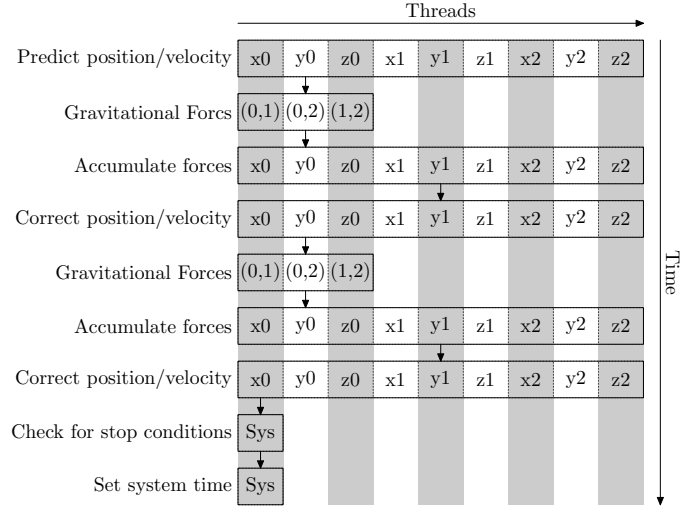 Threads
Predict position/velocity x0 y0 z0 x1 y1 z1 x2 y2 z2
Gravitational Forcs (0,1) (0,2) (1,2)
Accumulate forces x0 y0 z0 x1 y1 z1 x2 y2 z2
Correct position/velocity x0 y0 z0 x1 y1 z1 x2 y2 z2
Gravitational Forces (0,1) (0,2) (1,2)
Accumulate forces x0 y0 z0 x1 y1 z1 x2 y2 z2
Correct position/velocity x0 y0 z0 x1 y1 z1 x2 y2 z2
Check for stop conditions Sys
Set system time Sys
Time